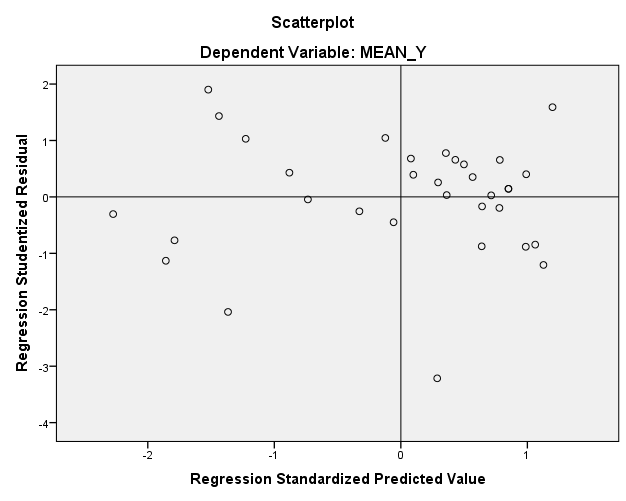 Scatterplot
Dependent Variable: MEAN_Y
Regression Studentized Residual
2
1
0
-1
-2
-3
-4
-2
-1
0
1
Regression Standardized Predicted Value